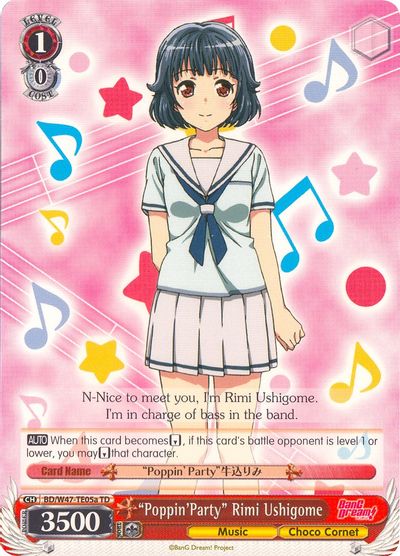 LEVEL
1
0
COST
N-Nice to meet you, I'm Rimi Ushigome.
I'm in charge of bass in the band.
AUTO When this card becomes, if this card's battle opponent is level 1
or lower, you may that character.
Card Name "Poppin'Party"牛込りみ
CH BD/W47-TE05a TD
3500
"Poppin'Party" Rimi Ushigome
BanG Dream!
Music
Choco Cornet
©BanG Dream! Project